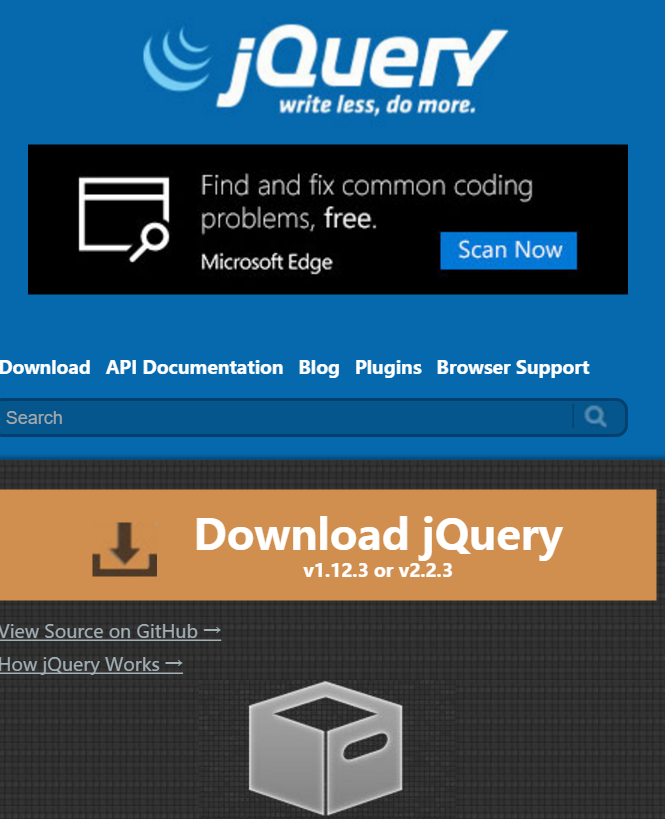 jQuery
write less, do more.
Find and fix common coding
problems, free.
Microsoft Edge
Scan Now
Download API Documentation Blog Plugins Browser Support
Search
Download jQuery
v1.12.3 or v2.2.3
View Source on GitHub →
How jQuery Works →